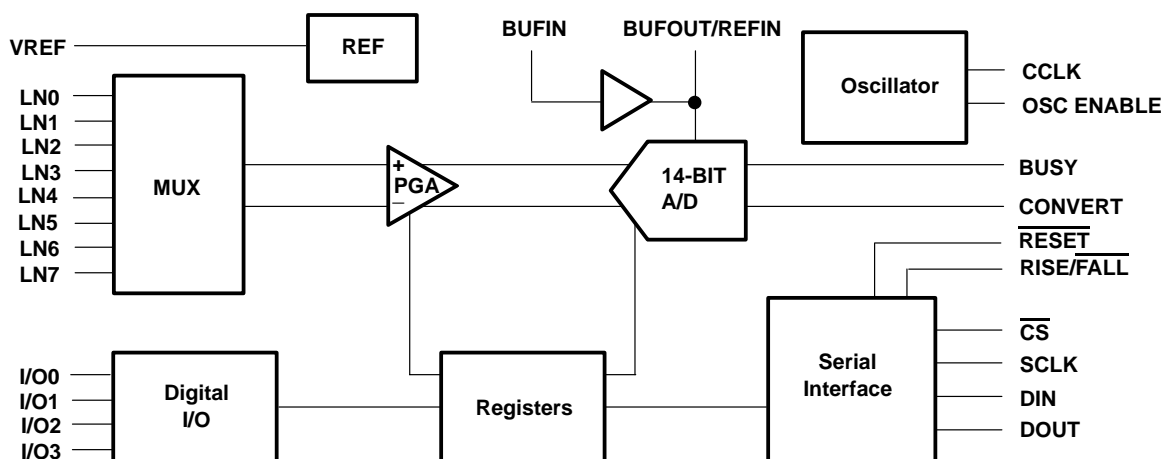 VREF
REF
BUFIN
BUFOUT/REFIN
Oscillator
CCLK
OSC ENABLE
LN0
LN1
LN2
LN3
LN4
LN5
LN6
LN7
MUX
+
PGA
–
14-BIT
A/D
BUSY
CONVERT
RESET
RISE/FALL
I/O0
I/O1
I/O2
I/O3
Digital
I/O
Registers
Serial
Interface
CS
SCLK
DIN
DOUT